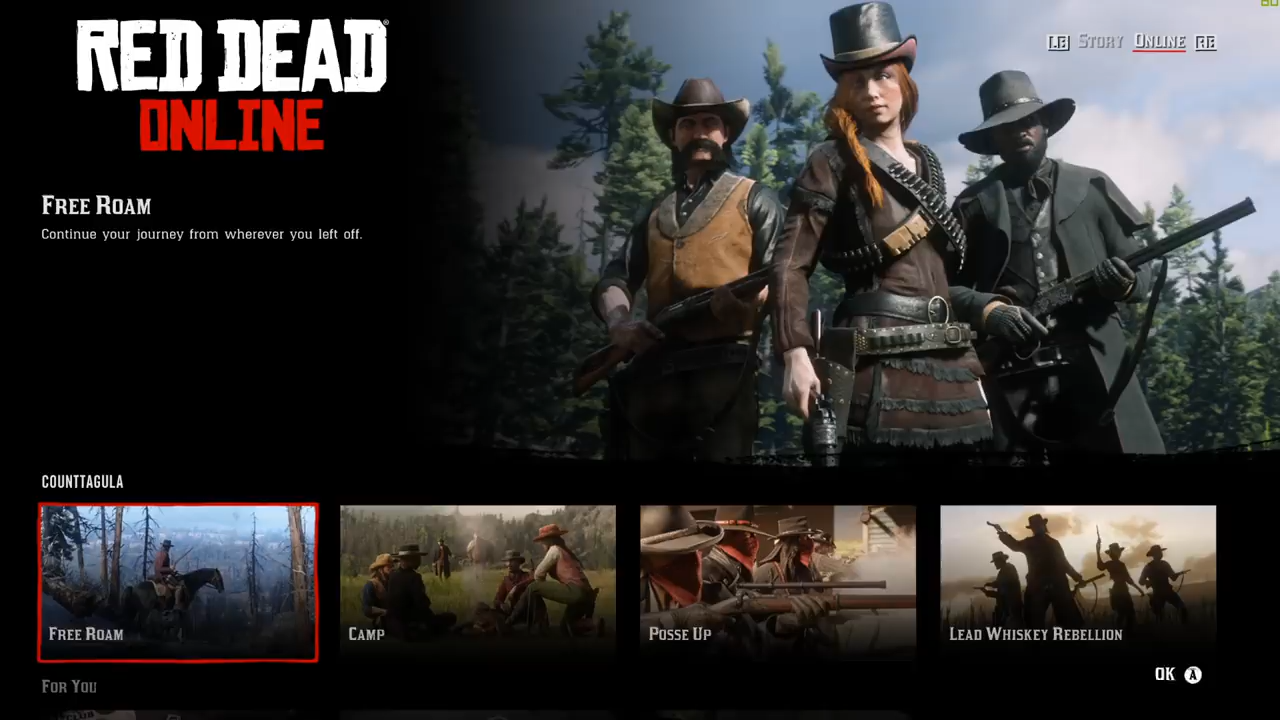 RED DEAD®
ONLINE
LB STORY ONLINE RB
FREE ROAM
Continue your journey from wherever you left off.
COUNTTAGULA
FREE ROAM
CAMP
POSSE UP
LEAD WHISKEY REBELLION
OK A
FOR YOU